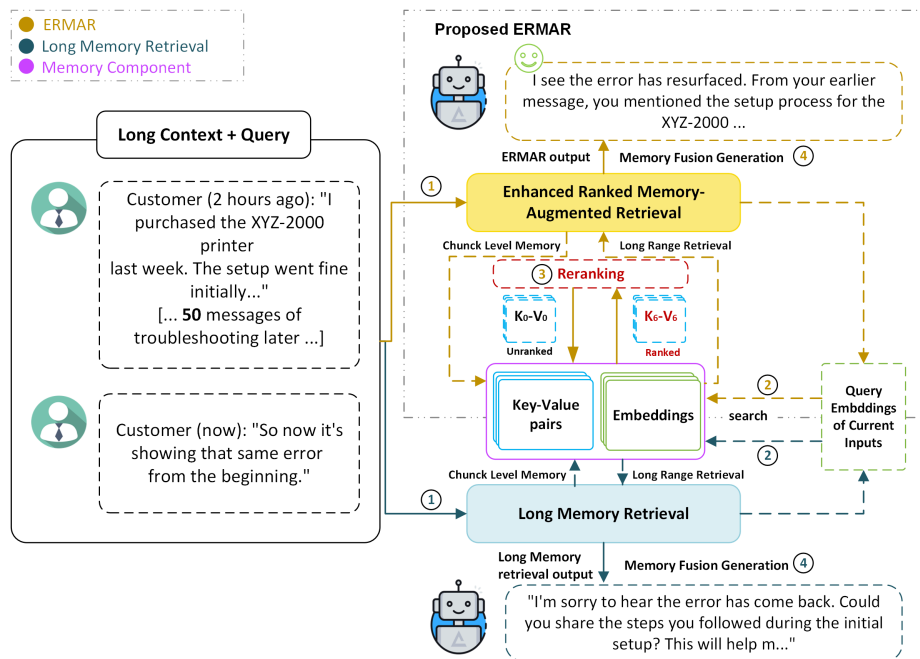 ERMAR
Long Memory Retrieval
Memory Component
Proposed ERMAR
I see the error has resurfaced. From your earlier
message, you mentioned the setup process for the
XYZ-2000 ...
ERMAR output
Memory Fusion Generation
4
Long Context + Query
Customer (2 hours ago): "I
purchased the XYZ-2000
printer
last week. The setup went fine
initially..."
[... 50 messages of
troubleshooting later ...]
Customer (now): "So now it's
showing that same error
from the beginning."
1
Enhanced Ranked Memory-
Augmented Retrieval
Chunck Level Memory
Long Range Retrieval
3
Reranking
K₀-V₀
Unranked
K₆-V₆
Ranked
Key-Value
pairs
Embeddings
2
search
2
Query
Embddings
of Current
Inputs
Chunck Level Memory
Long Range Retrieval
1
Long Memory Retrieval
Long Memory
retrieval output
Memory Fusion Generation
4
"I'm sorry to hear the error has come back. Could
you share the steps you followed during the initial
setup? This will help m..."